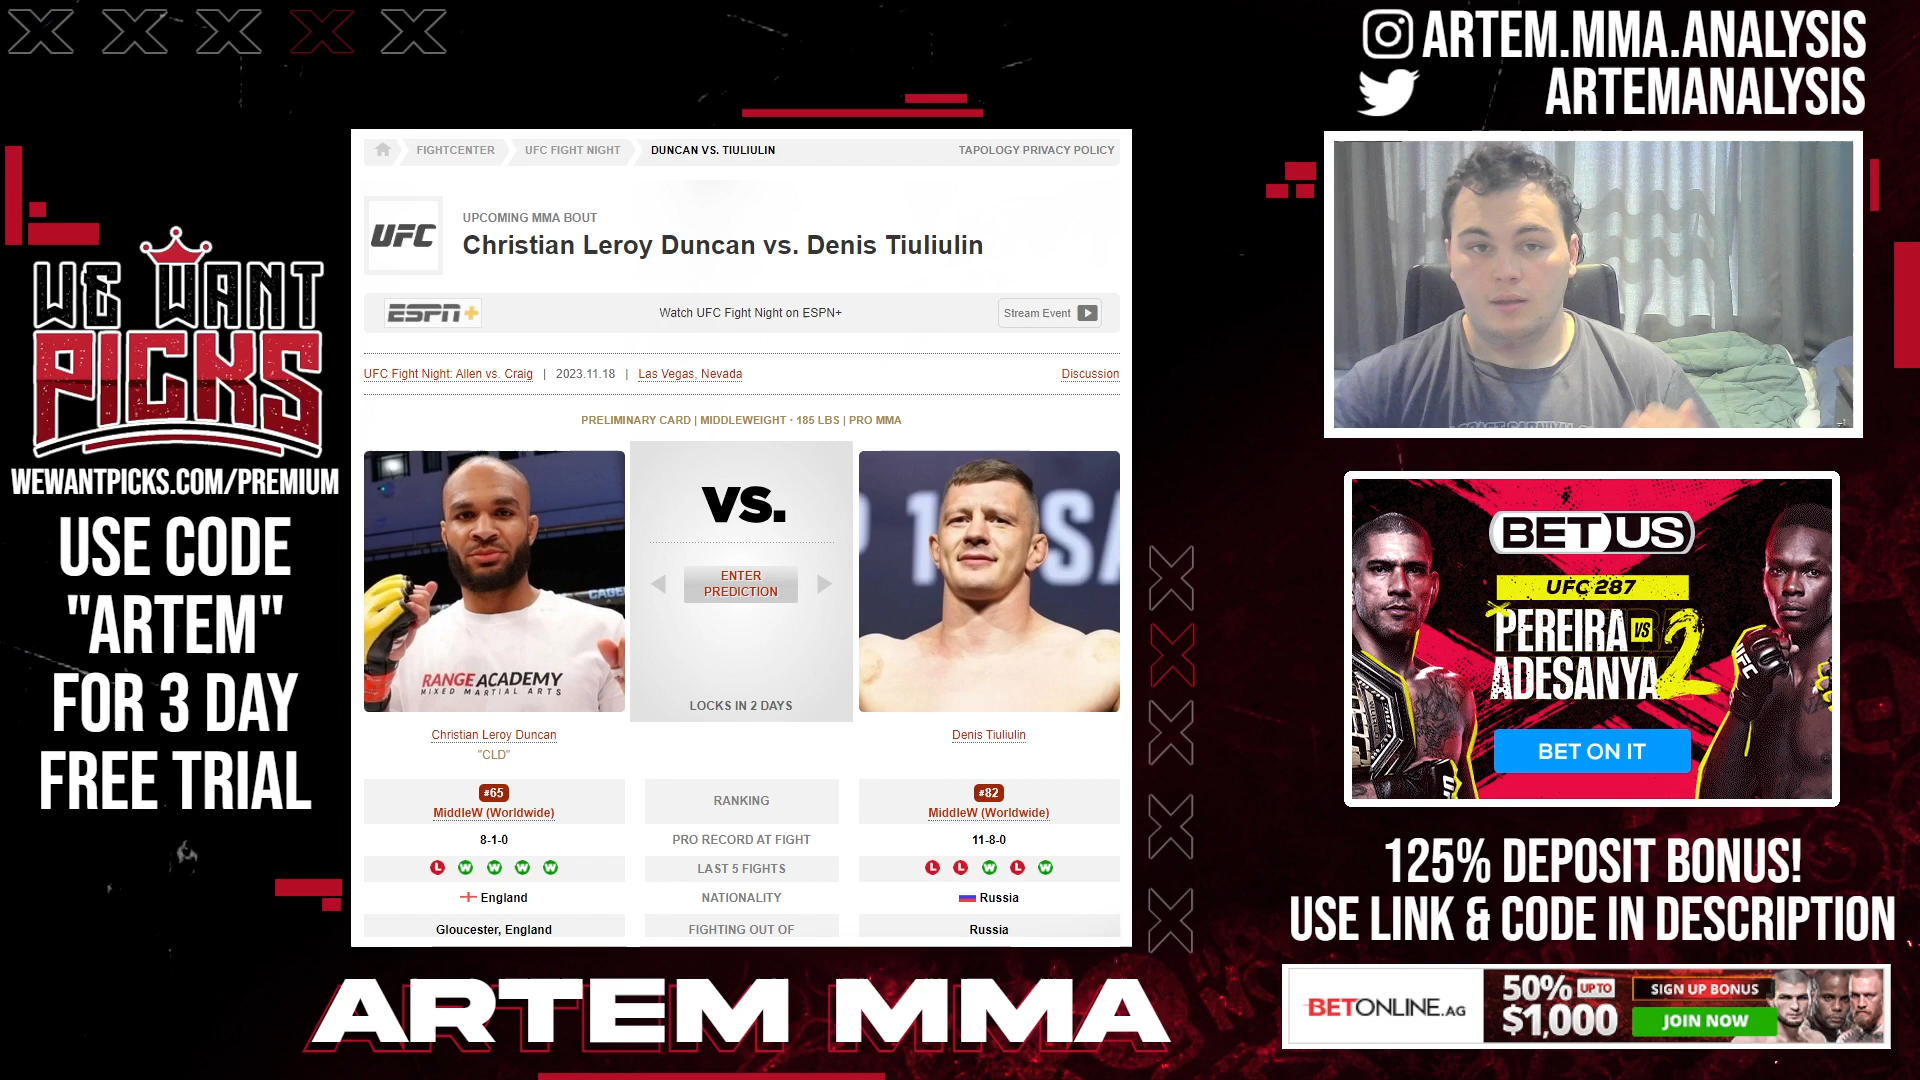 ARTEM.MMA.ANALYSIS
ARTEMANALYSIS
WE WANT
PICKS
WEWANTPICKS.COM/PREMIUM
USE CODE
"ARTEM"
FOR 3 DAY
FREE TRIAL
FIGHTCENTER UFC FIGHT NIGHT DUNCAN VS. TIULIULIN TAPOLOGY PRIVACY POLICY
UFC
UPCOMING MMA BOUT
Christian Leroy Duncan vs. Denis Tiuliulin
ESPN+ Watch UFC Fight Night on ESPN+ Stream Event
UFC Fight Night: Allen vs. Craig | 2023.11.18 | Las Vegas, Nevada Discussion
PRELIMINARY CARD | MIDDLEWEIGHT · 185 LBS | PRO MMA
VS.
ENTER
PREDICTION
LOCKS IN 2 DAYS
RANGE ACADEMY
MIXED MARTIAL ARTS
Christian Leroy Duncan Denis Tiuliulin
"CLD"
#65 RANKING #82
MiddleW (Worldwide) MiddleW (Worldwide)
8-1-0 PRO RECORD AT FIGHT 11-8-0
L W W W W LAST 5 FIGHTS L L W L W
England NATIONALITY Russia
Gloucester, England FIGHTING OUT OF Russia
ARTEM MMA
BETUS
UFC 287
PEREIRA VS
ADESANYA 2
BET ON IT
125% DEPOSIT BONUS!
USE LINK & CODE IN DESCRIPTION
BETONLINE.AG
50% UP TO
$1,000
SIGN UP BONUS
JOIN NOW